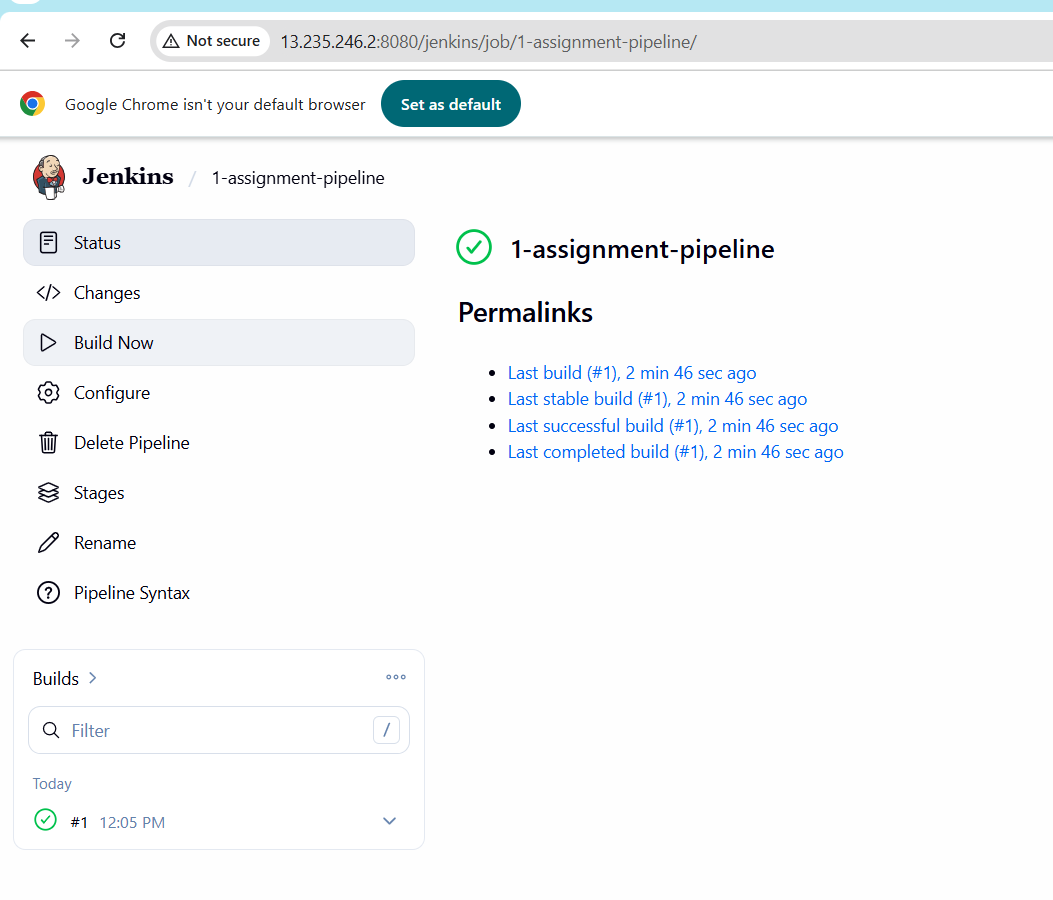 Not secure 13.235.246.2:8080/jenkins/job/1-assignment-pipeline/
Google Chrome isn't your default browser Set as default
Jenkins / 1-assignment-pipeline
Status
Changes
Build Now
Configure
Delete Pipeline
Stages
Rename
Pipeline Syntax
Builds
Filter /
Today
#1 12:05 PM
1-assignment-pipeline
Permalinks
Last build (#1), 2 min 46 sec ago
Last stable build (#1), 2 min 46 sec ago
Last successful build (#1), 2 min 46 sec ago
Last completed build (#1), 2 min 46 sec ago